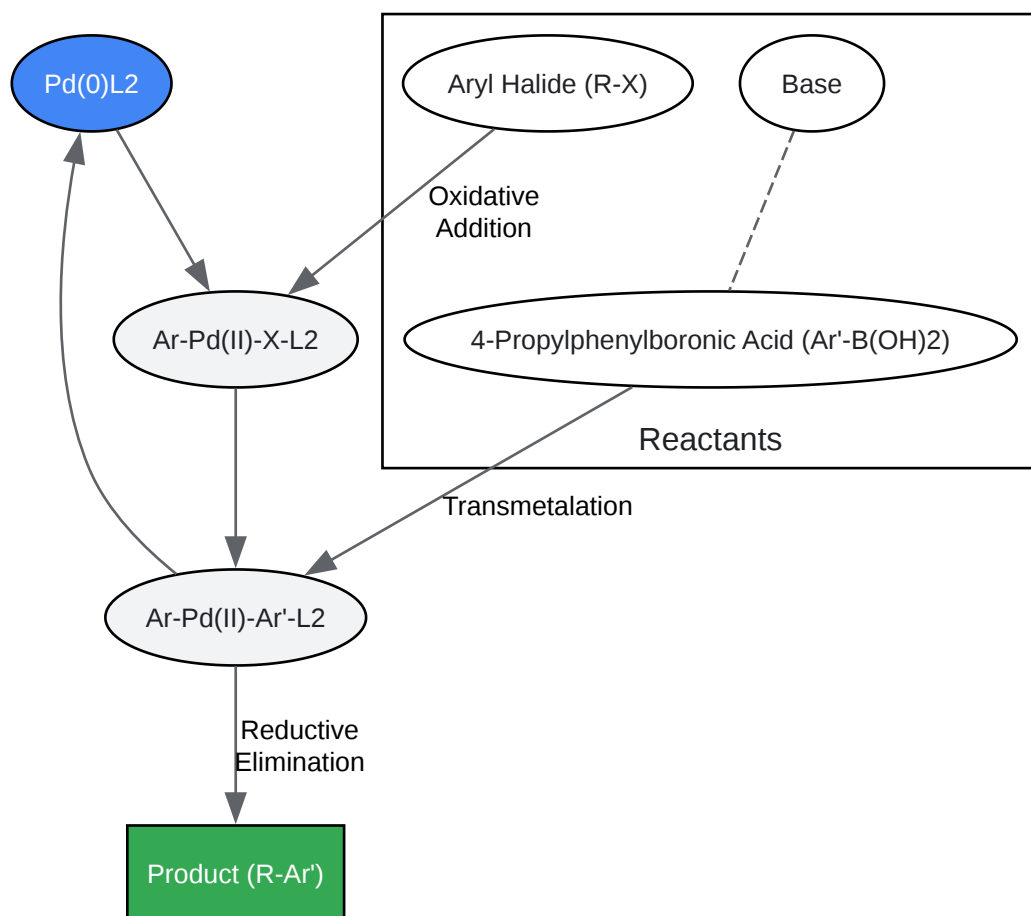 Pd(0)L2
Aryl Halide (R-X)
Base
Oxidative
Addition
Ar-Pd(II)-X-L2
4-Propylphenylboronic Acid (Ar'-B(OH)2)
Reactants
Transmetalation
Ar-Pd(II)-Ar'-L2
Reductive
Elimination
Product (R-Ar')